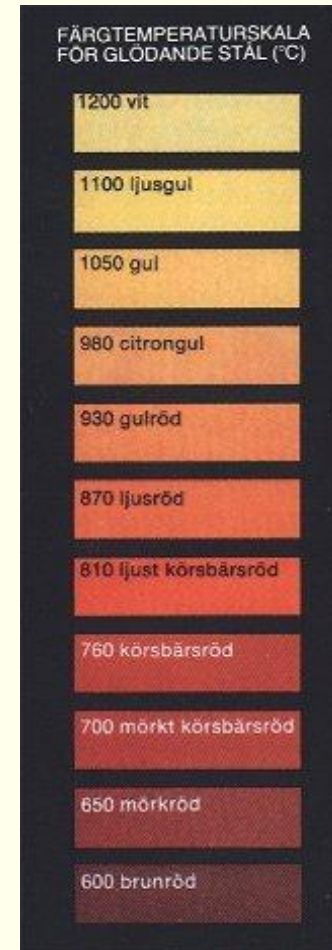 FÄRGTEMPERATURSKALA
FÖR GLÖDANDE STÅL (°C)
1200 vit
1100 ljusgul
1050 gul
980 citrongul
930 gulröd
870 ljusröd
810 ljust körsbärsröd
760 körsbärsröd
700 mörkt körsbärsröd
650 mörkröd
600 brunröd